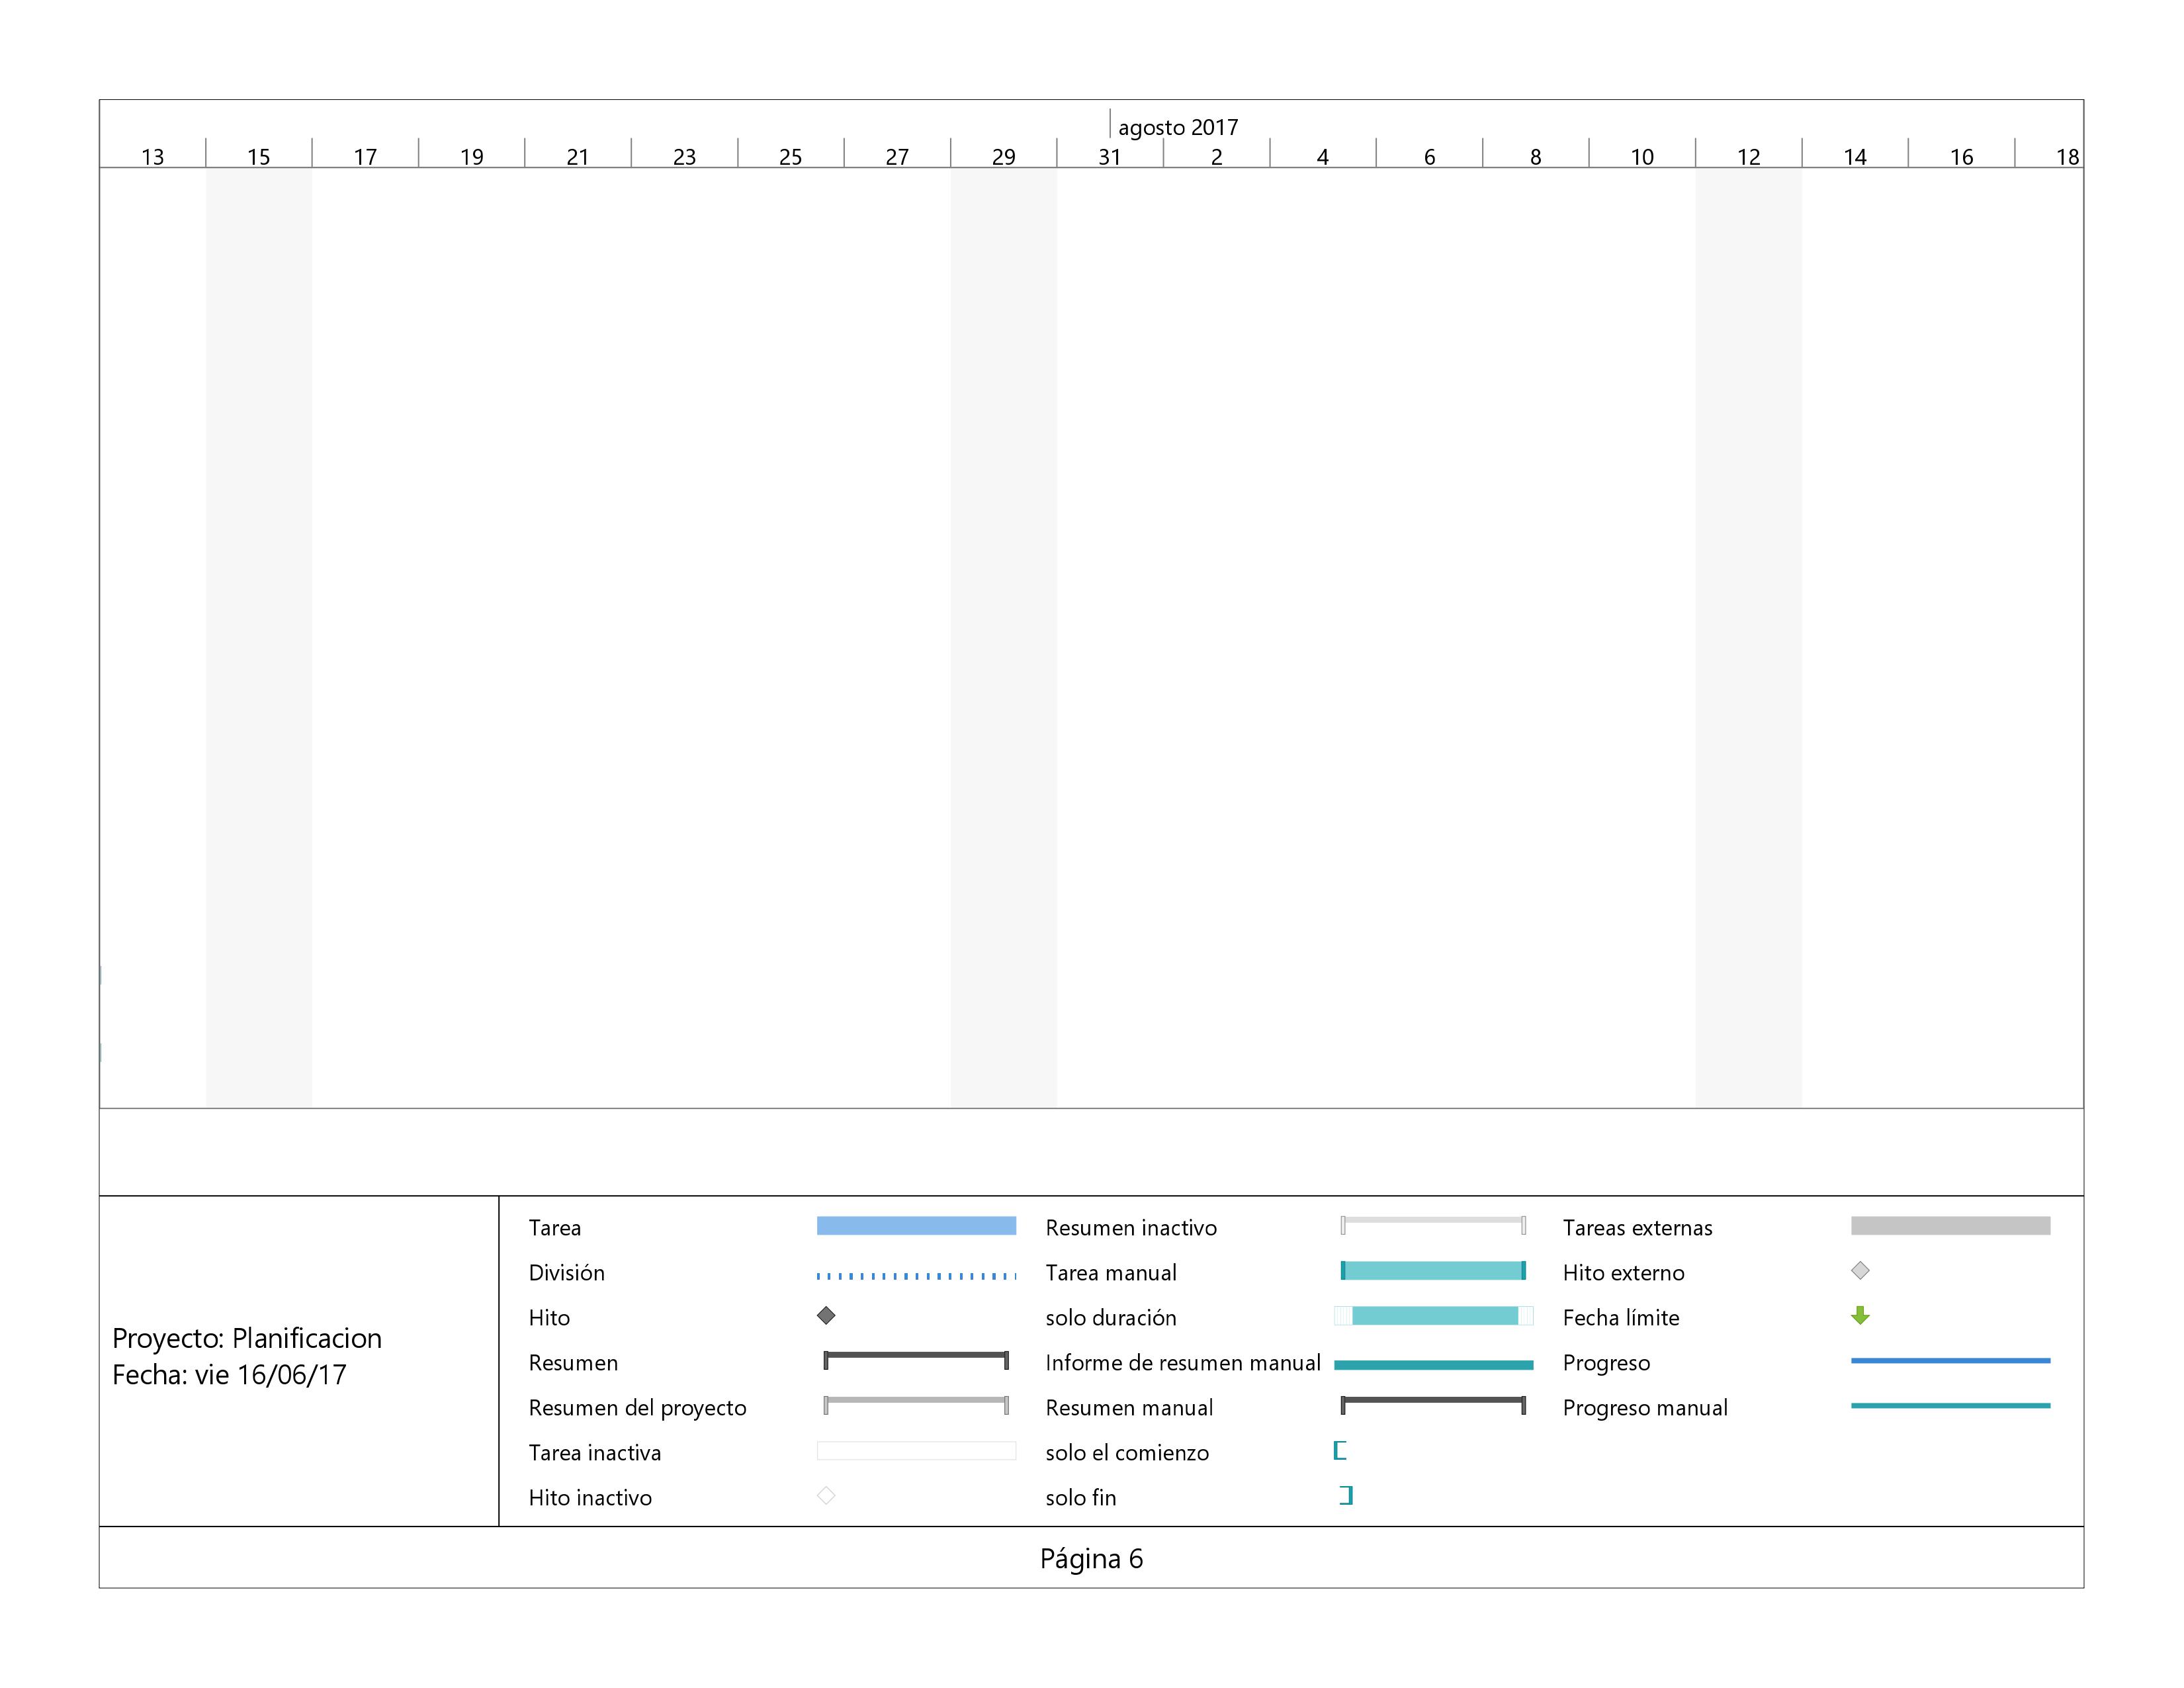 agosto 2017
13 15 17 19 21 23 25 27 29 31 2 4 6 8 10 12 14 16 18
Proyecto: Planificacion
Fecha: vie 16/06/17
Tarea
División
Hito
Resumen
Resumen del proyecto
Tarea inactiva
Hito inactivo
Resumen inactivo
Tarea manual
solo duración
Informe de resumen manual
Resumen manual
solo el comienzo
solo fin
Tareas externas
Hito externo
Fecha límite
Progreso
Progreso manual
Página 6